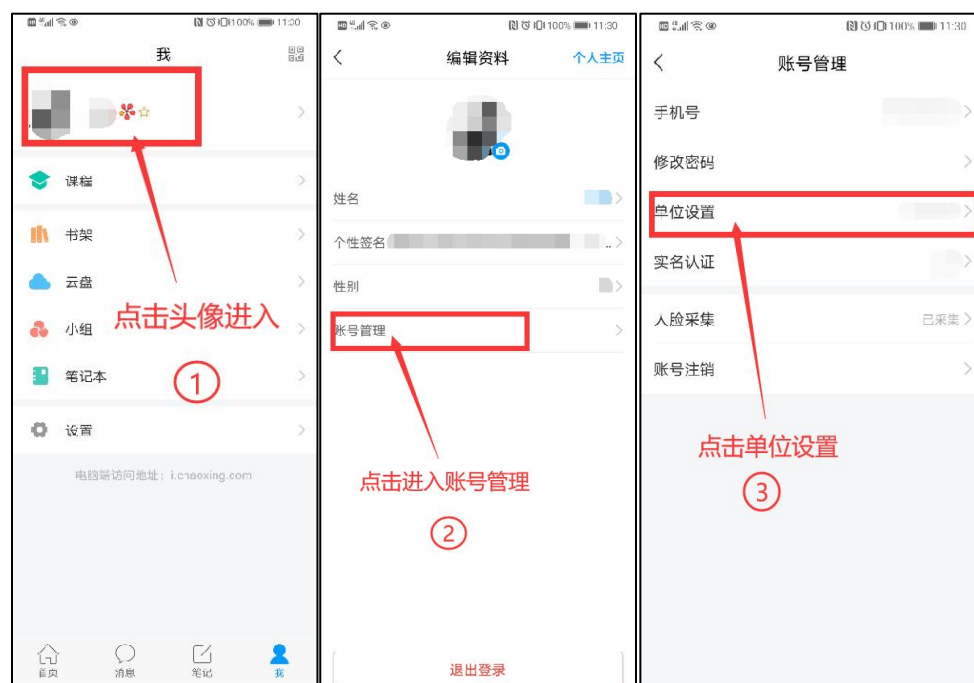 HD 46 100% 11:30
我
课程
书架
云盘
小组
笔记本
设置
电脑端访问地址：i.chaoxing.com
点击头像进入
①
首页
消息
笔记
我
HD 46 100% 11:30
编辑资料
个人主页
姓名
个性签名
..
性别
账号管理
点击进入账号管理
②
退出登录
100% 11:30
账号管理
手机号
修改密码
单位设置
实名认证
人脸采集
已采集
账号注销
点击单位设置
③